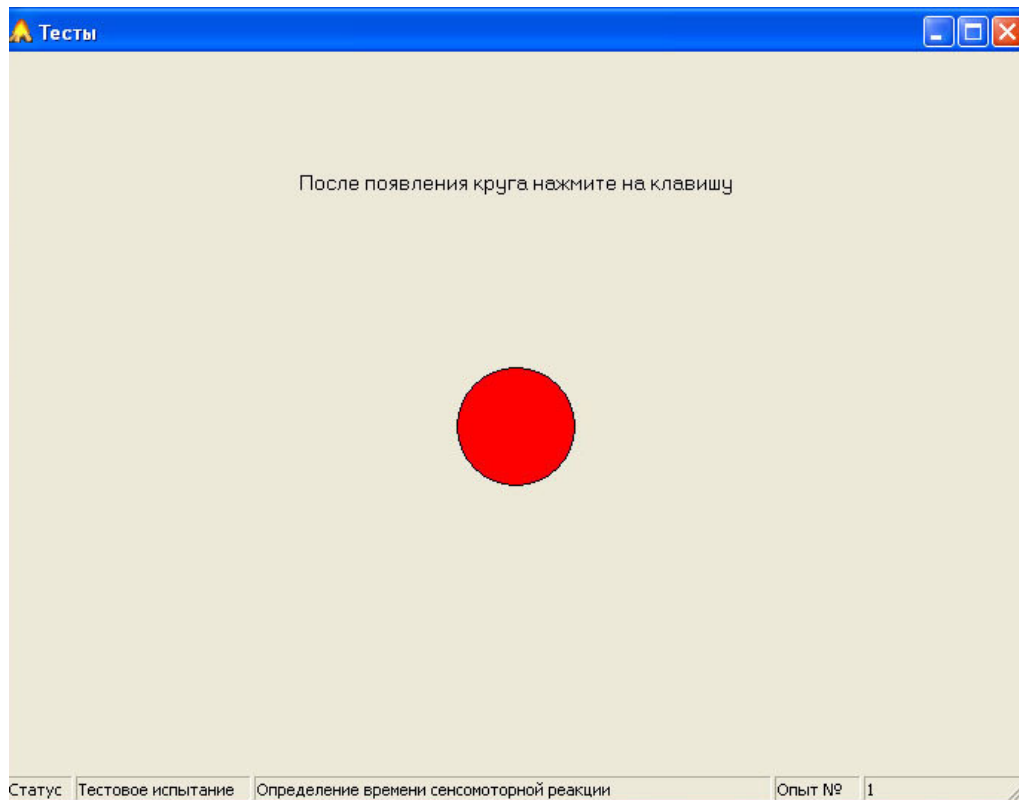 Тесты
После появления круга нажмите на клавишу
Статус Тестовое испытание Определение времени сенсомоторной реакции Опыт № 1